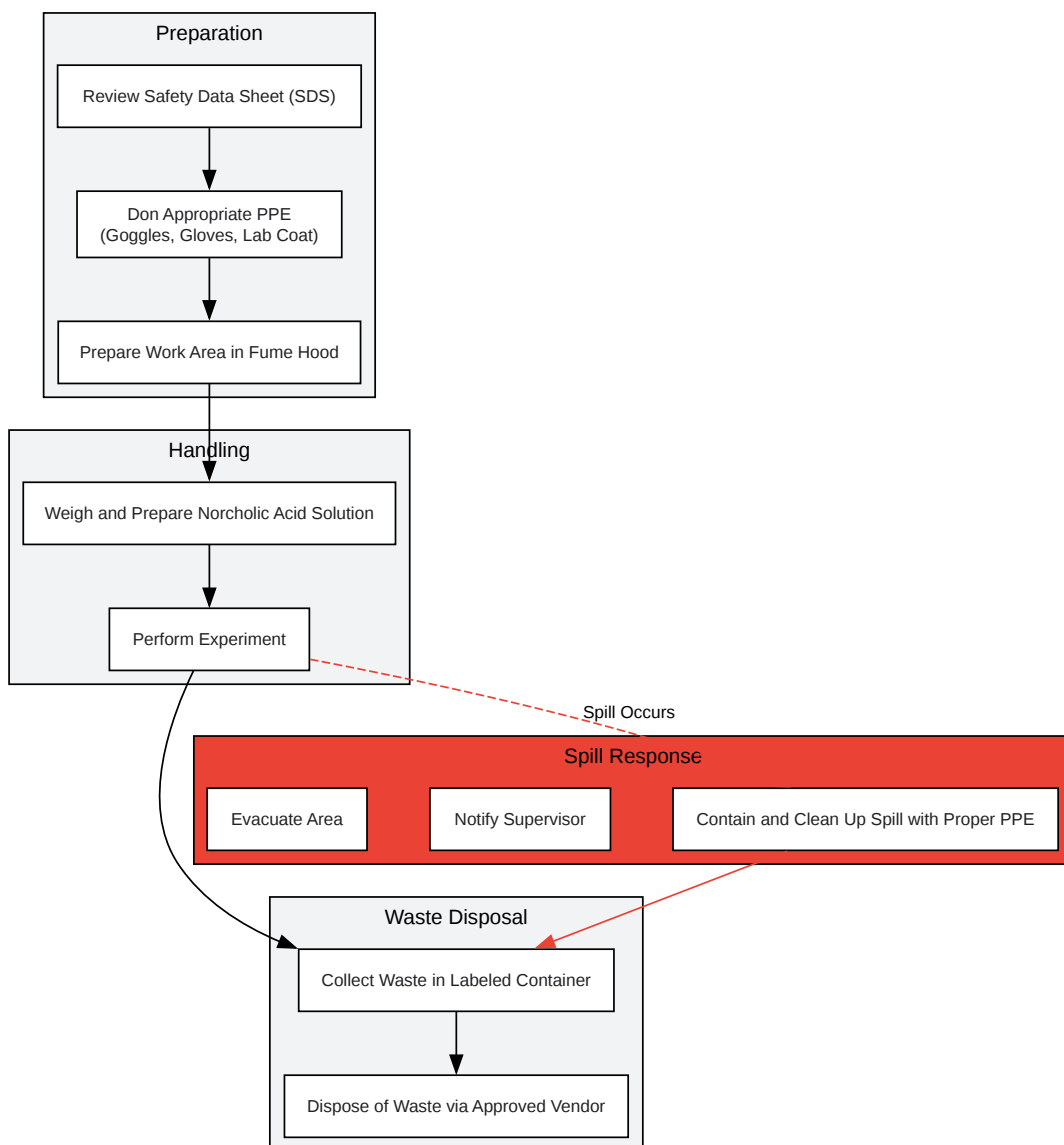 Preparation
Review Safety Data Sheet (SDS)
Don Appropriate PPE
(Goggles, Gloves, Lab Coat)
Prepare Work Area in Fume Hood
Handling
Weigh and Prepare Norcholic Acid Solution
Perform Experiment
Spill Occurs
Spill Response
Evacuate Area
Notify Supervisor
Contain and Clean Up Spill with Proper PPE
Waste Disposal
Collect Waste in Labeled Container
Dispose of Waste via Approved Vendor